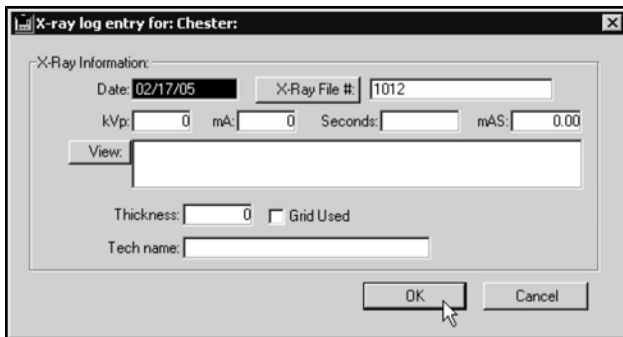 X-ray log entry for: Chester:
X-Ray Information:
Date: 02/17/05 X-Ray File #: 1012
kVp: 0 mA: 0 Seconds: mAS: 0.00
View:
Thickness: 0 Grid Used
Tech name:
OK Cancel